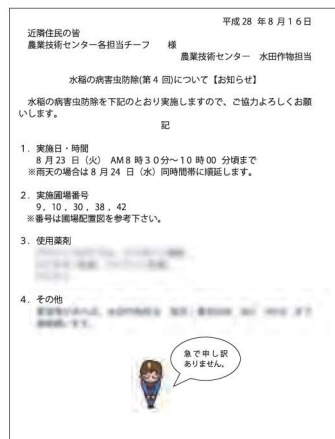 平成28 年８月１６日
近隣住民の皆
農業技術センター各担当チーフ　様
農業技術センター　水田作物担当
水稲の病害虫防除(第４回)について【お知らせ】
水稲の病害虫防除を下記のとおり実施しますので、ご協力よろしくお願
いします。
記
１．実施日・時間
８月 23 日（火） AM８時３０分～１０時 00 分頃まで
※雨天の場合は８月 24 日（水）同時間帯に順延します。
２．実施圃場番号
９，10，30，38，42
※番号は圃場配置図を参考下さい。
３．使用薬剤
４．その他
急で申し訳
ありません。